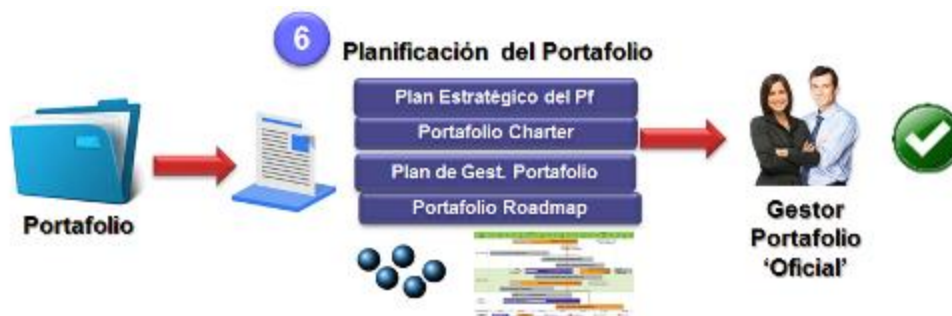 6
Planificación del Portafolio
Plan Estratégico del Pf
Portafolio Charter
Plan de Gest. Portafolio
Portafolio Roadmap
Portafolio
Gestor
Portafolio
‘Oficial’